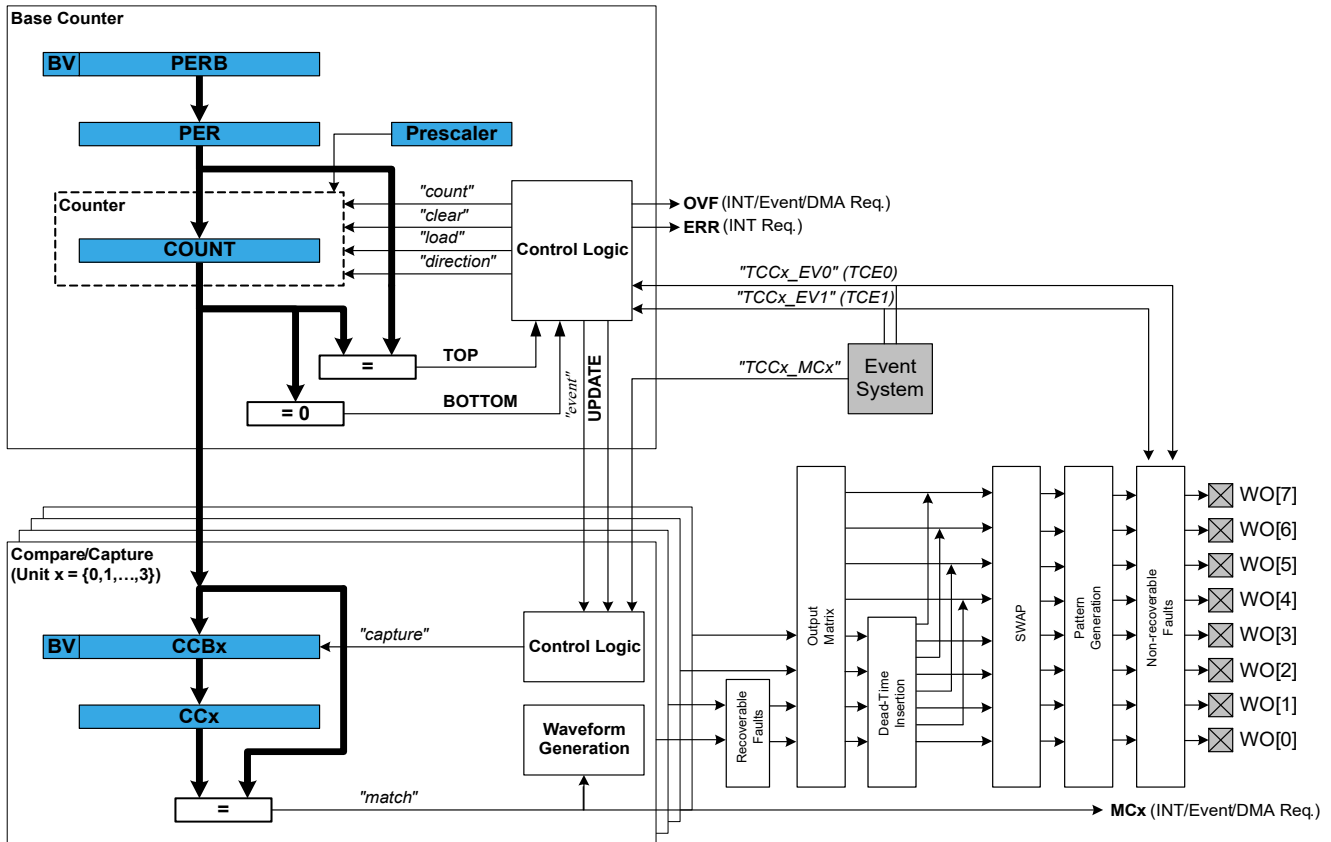 Base Counter
BV PERB
PER
Prescaler
Counter
COUNT
"count"
"clear"
"load"
"direction"
Control Logic
OVF (INT/Event/DMA Req.)
ERR (INT Req.)
"TCCx_EV0" (TCE0)
"TCCx_EV1" (TCE1)
"TCCx_MCx"
Event
System
=
TOP
= 0
BOTTOM
"event"
UPDATE
Compare/Capture
(Unit x = {0,1,…,3})
BV CCBx
CCx
=
"capture"
Control Logic
Waveform
Generation
"match"
Recoverable
Faults
Output
Matrix
Dead-Time
Insertion
SWAP
Pattern
Generation
Non-recoverable
Faults
WO[7]
WO[6]
WO[5]
WO[4]
WO[3]
WO[2]
WO[1]
WO[0]
MCx (INT/Event/DMA Req.)